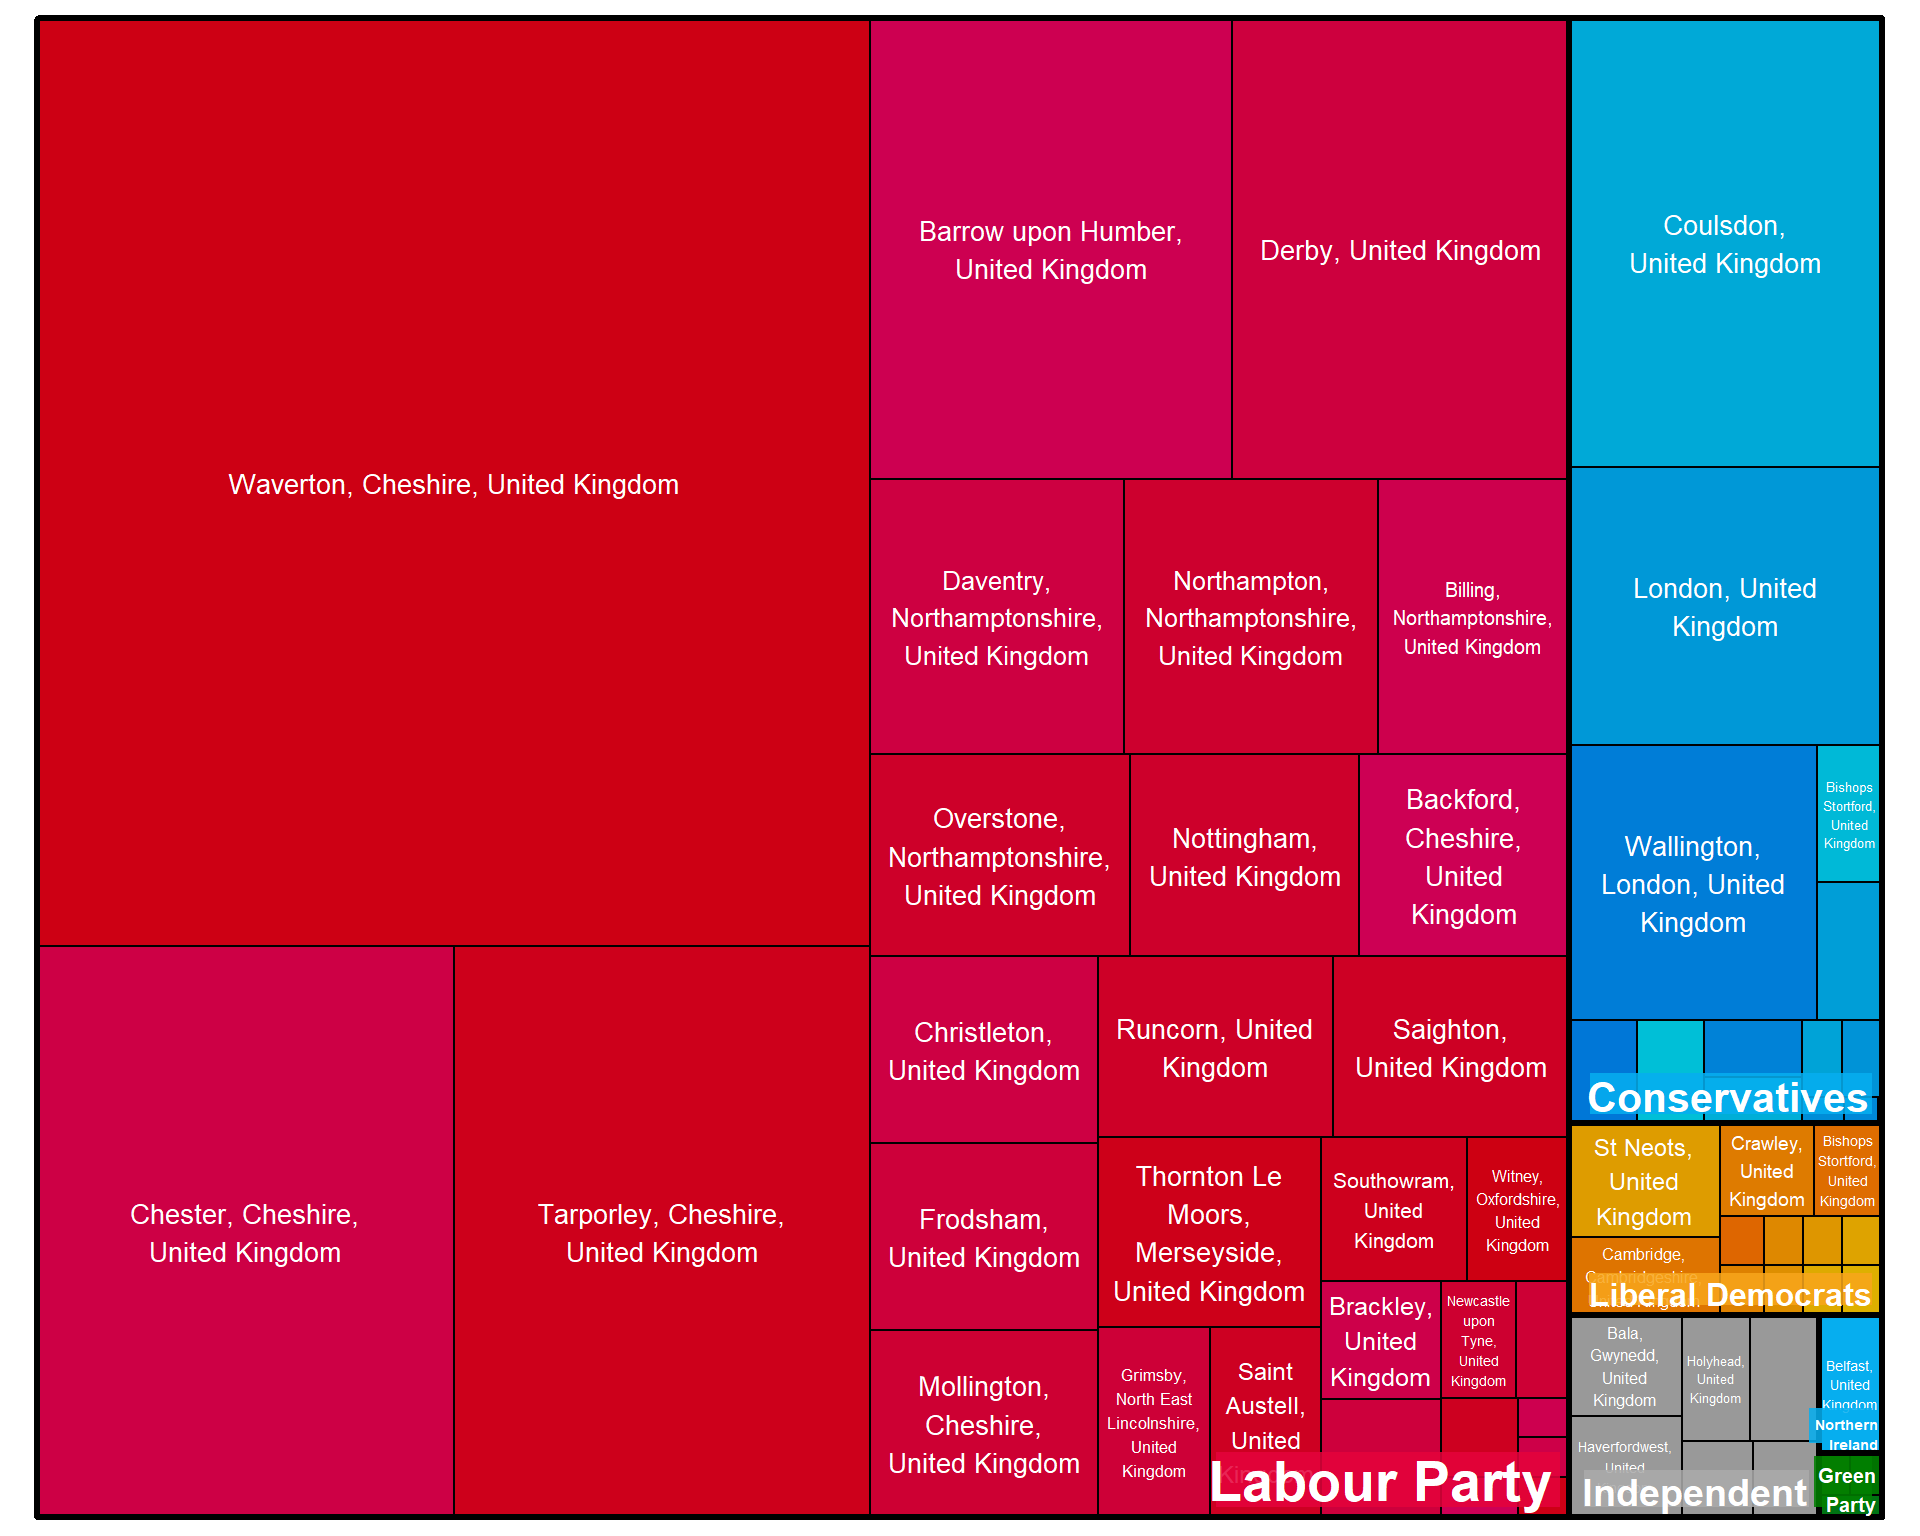 Waverton, Cheshire, United Kingdom
Chester, Cheshire,
United Kingdom
Tarporley, Cheshire,
United Kingdom
Barrow upon Humber,
United Kingdom
Derby, United Kingdom
Daventry,
Northamptonshire,
United Kingdom
Northampton,
Northamptonshire,
United Kingdom
Billing,
Northamptonshire,
United Kingdom
Overstone,
Northamptonshire,
United Kingdom
Nottingham,
United Kingdom
Backford,
Cheshire,
United
Kingdom
Christleton,
United Kingdom
Runcorn, United
Kingdom
Saighton,
United Kingdom
Frodsham,
United Kingdom
Thornton Le
Moors,
Merseyside,
United Kingdom
Southowram,
United
Kingdom
Witney,
Oxfordshire,
United
Kingdom
Mollington,
Cheshire,
United Kingdom
Grimsby,
North East
Lincolnshire,
United
Kingdom
Saint
Austell,
United
Kingdom
Brackley,
United
Kingdom
Newcastle
upon
Tyne,
United
Kingdom
Labour Party
Coulsdon,
United Kingdom
London, United
Kingdom
Wallington,
London, United
Kingdom
Bishops
Stortford,
United
Kingdom
Conservatives
St Neots,
United
Kingdom
Crawley,
United
Kingdom
Bishops
Stortford,
United
Kingdom
Cambridge,
Cambridgeshire,
United Kingdom
Liberal Democrats
Bala,
Gwynedd,
United
Kingdom
Holyhead,
United
Kingdom
Haverfordwest,
United
Independent
Belfast,
United
Kingdom
Northern
Ireland
Green
Party